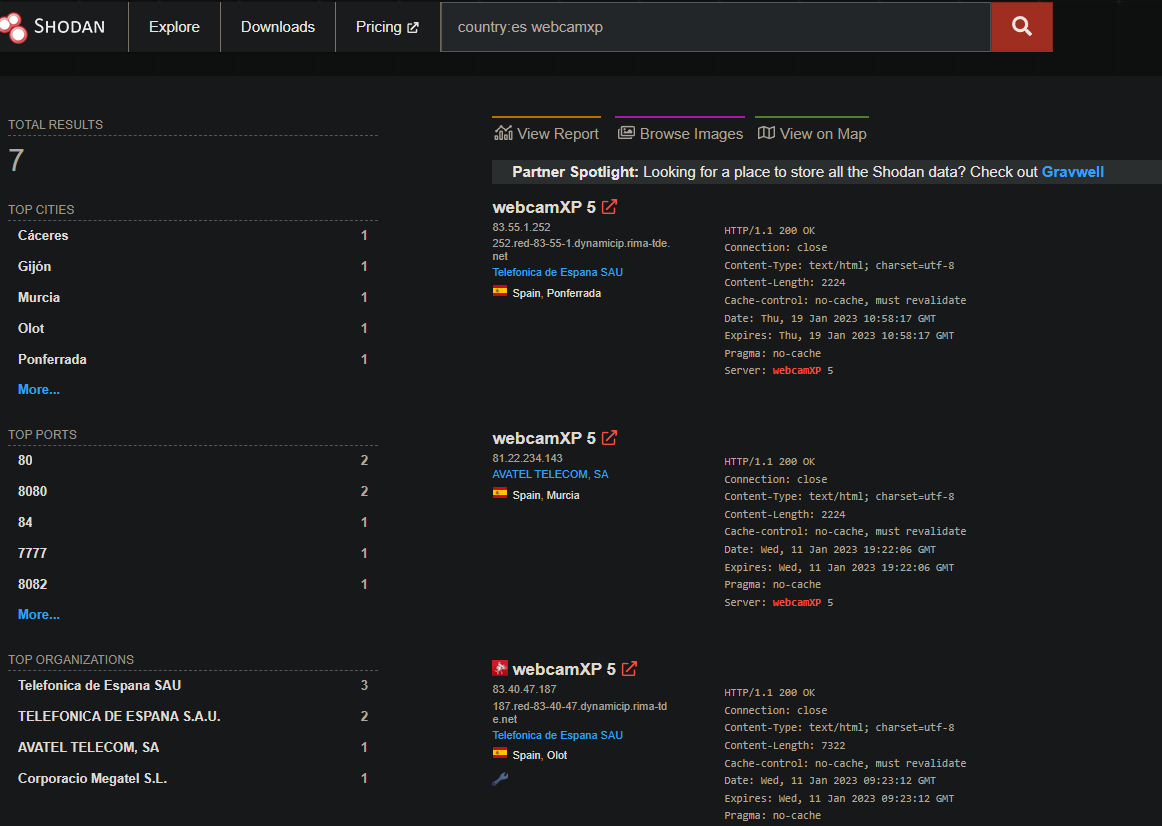 SHODAN
Explore
Downloads
Pricing
country:es webcamxp
TOTAL RESULTS
7
TOP CITIES
Cáceres 1
Gijón 1
Murcia 1
Olot 1
Ponferrada 1
More...
TOP PORTS
80 2
8080 2
84 1
7777 1
8082 1
More...
TOP ORGANIZATIONS
Telefonica de Espana SAU 3
TELEFONICA DE ESPANA S.A.U. 2
AVATEL TELECOM, SA 1
Corporacio Megatel S.L. 1
View Report
Browse Images
View on Map
Partner Spotlight: Looking for a place to store all the Shodan data? Check out Gravwell
webcamXP 5
83.55.1.252
252.red-83-55-1.dynamicip.rima-tde.
net
Telefonica de Espana SAU
Spain, Ponferrada
HTTP/1.1 200 OK
Connection: close
Content-Type: text/html; charset=utf-8
Content-Length: 2224
Cache-control: no-cache, must revalidate
Date: Thu, 19 Jan 2023 10:58:17 GMT
Expires: Thu, 19 Jan 2023 10:58:17 GMT
Pragma: no-cache
Server: webcamXP 5
webcamXP 5
81.22.234.143
AVATEL TELECOM, SA
Spain, Murcia
HTTP/1.1 200 OK
Connection: close
Content-Type: text/html; charset=utf-8
Content-Length: 2224
Cache-control: no-cache, must revalidate
Date: Wed, 11 Jan 2023 19:22:06 GMT
Expires: Wed, 11 Jan 2023 19:22:06 GMT
Pragma: no-cache
Server: webcamXP 5
webcamXP 5
83.40.47.187
187.red-83-40-47.dynamicip.rima-td
e.net
Telefonica de Espana SAU
Spain, Olot
HTTP/1.1 200 OK
Connection: close
Content-Type: text/html; charset=utf-8
Content-Length: 7322
Cache-control: no-cache, must revalidate
Date: Wed, 11 Jan 2023 09:23:12 GMT
Expires: Wed, 11 Jan 2023 09:23:12 GMT
Pragma: no-cache